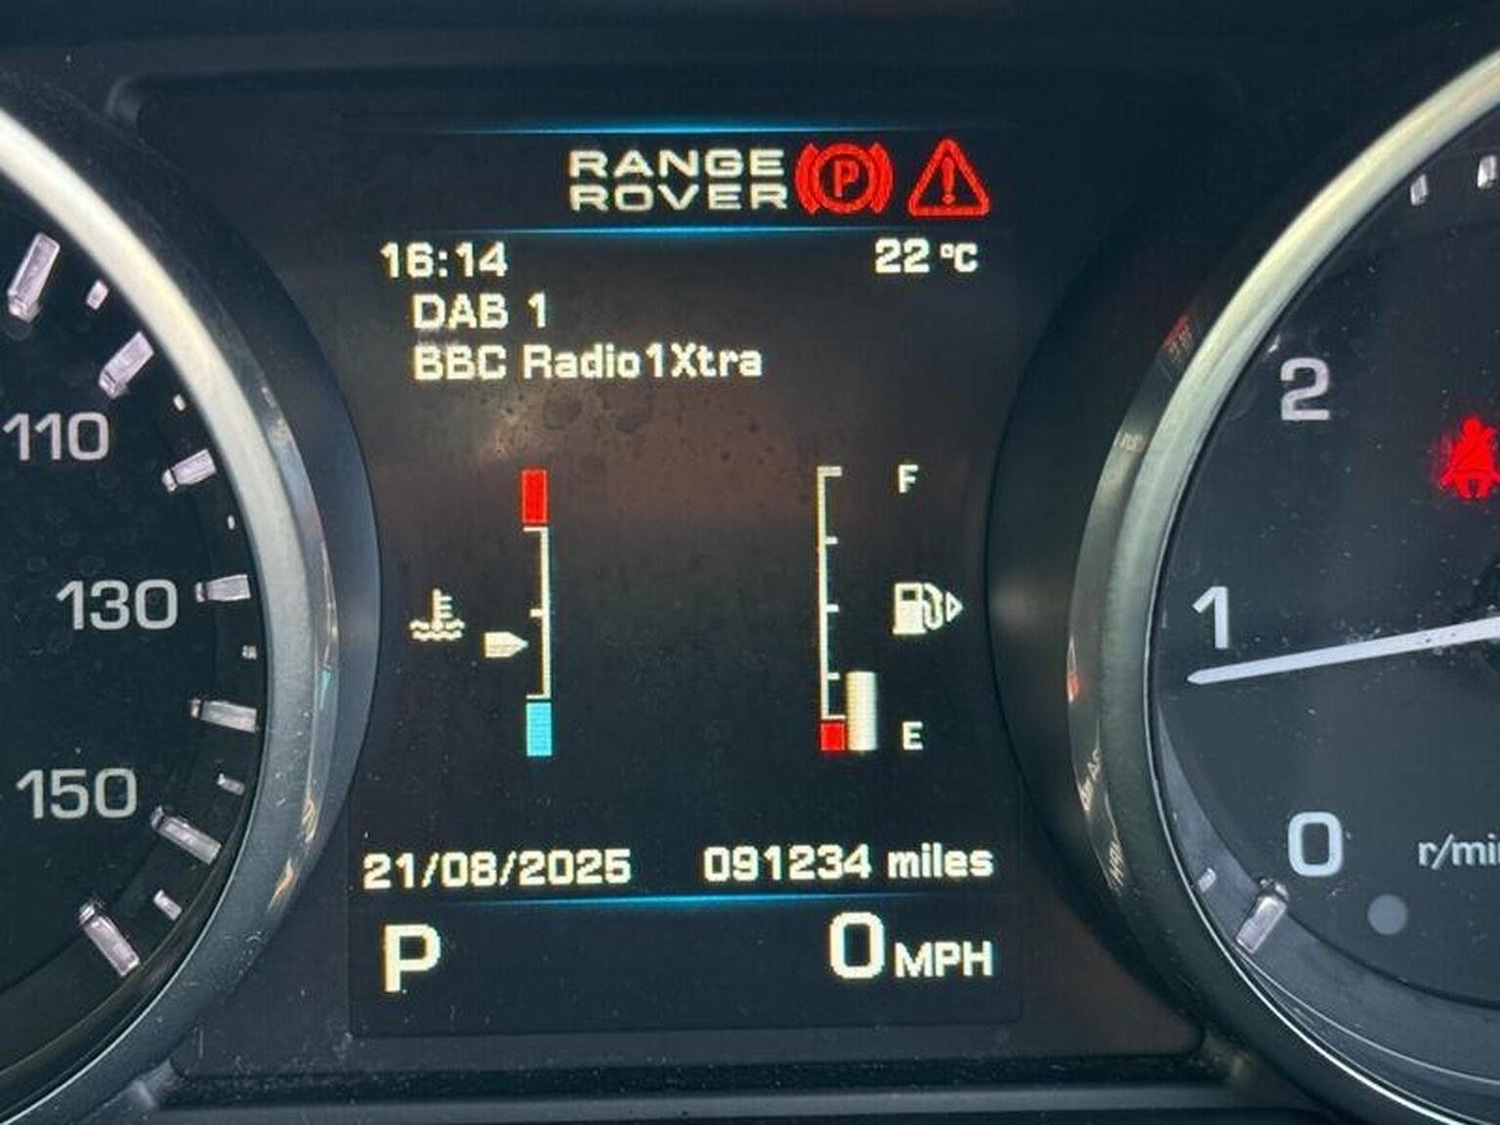 RANGE
ROVER
P
16:14
22 °C
DAB 1
BBC Radio1Xtra
110
130
150
F
E
2
1
0
r/mi
21/08/2025
091234 miles
P
0 MPH